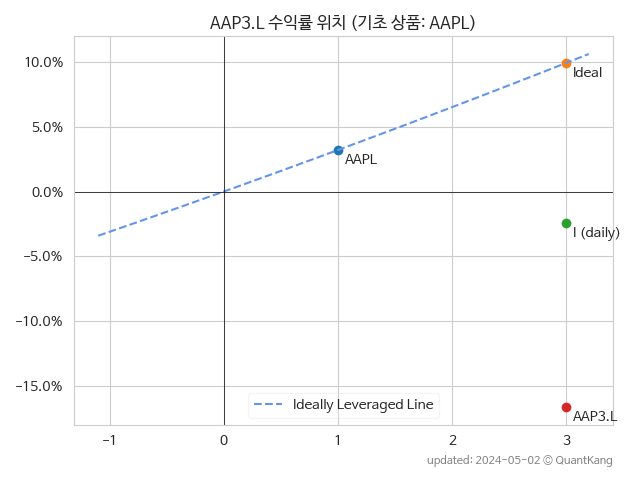 AAP3.L 수익률 위치 (기초 상품: AAPL)
10.0%
5.0%
0.0%
-5.0%
-10.0%
-15.0%
Ideal
AAPL
I (daily)
AAP3.L
Ideally Leveraged Line
-1
0
1
2
3
updated: 2024-05-02 © QuantKang